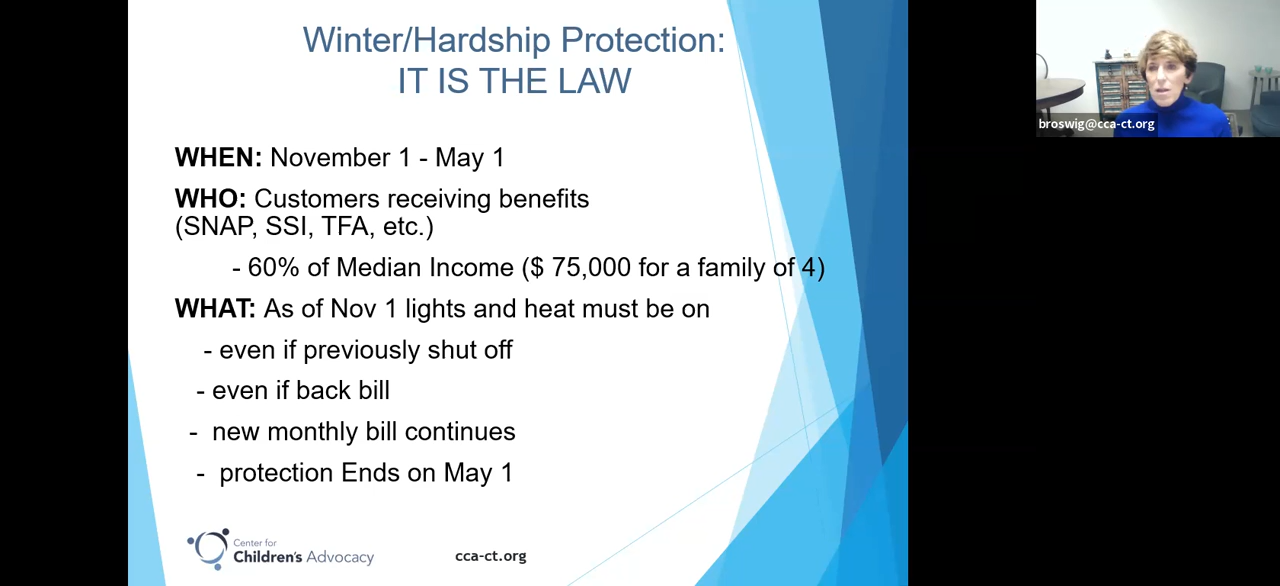 Winter/Hardship Protection:
IT IS THE LAW
WHEN: November 1 - May 1
WHO: Customers receiving benefits
(SNAP, SSI, TFA, etc.)
- 60% of Median Income ($ 75,000 for a family of 4)
WHAT: As of Nov 1 lights and heat must be on
- even if previously shut off
- even if back bill
- new monthly bill continues
- protection Ends on May 1
Center for
Children's Advocacy
cca-ct.org
broswig@cca-ct.org